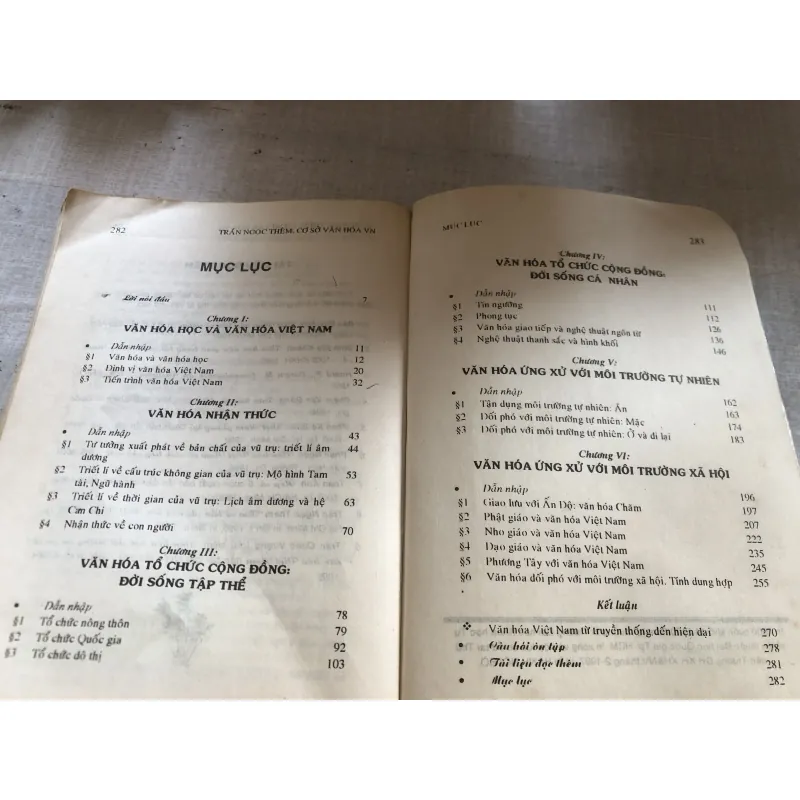 282 TRẦN NGỌC THÊM. CƠ SỞ VĂN HÓA VN
MỤC LỤC
Lời nói đầu 7
Chương I:
VĂN HÓA HỌC VÀ VĂN HÓA VIỆT NAM
• Dẫn nhập 11
§1 Văn hóa và văn hóa học 12
§2 Định vị văn hóa Việt Nam 20
§3 Tiến trình văn hóa Việt Nam 32
Chương II:
VĂN HÓA NHẬN THỨC
• Dẫn nhập 43
§1 Tư tưởng xuất phát về bản chất của vũ trụ: triết lí âm 44
dương
§2 Triết lí về cấu trúc không gian của vũ trụ: Mô hình Tam 53
tài, Ngũ hành
§3 Triết lí về thời gian của vũ trụ: Lịch âm dương và hệ 63
Can Chi
§4 Nhận thức về con người 70
Chương III:
VĂN HÓA TỔ CHỨC CỘNG ĐỒNG:
ĐỜI SỐNG TẬP THỂ
• Dẫn nhập 78
§1 Tổ chức nông thôn 79
§2 Tổ chức Quốc gia 92
§3 Tổ chức đô thị 103
MỤC LỤC 283
Chương IV:
VĂN HÓA TỔ CHỨC CỘNG ĐỒNG:
ĐỜI SỐNG CÁ NHÂN
• Dẫn nhập 111
§1 Tín ngưỡng 112
§2 Phong tục 126
§3 Văn hóa giao tiếp và nghệ thuật ngôn từ 136
§4 Nghệ thuật thanh sắc và hình khối 146
Chương V:
VĂN HÓA ỨNG XỬ VỚI MÔI TRƯỜNG TỰ NHIÊN
• Dẫn nhập 162
§1 Tận dụng môi trường tự nhiên: Ăn 163
§2 Đối phó với môi trường tự nhiên: Mặc 174
§3 Đối phó với môi trường tự nhiên: Ở và đi lại 183
Chương VI:
VĂN HÓA ỨNG XỬ VỚI MÔI TRƯỜNG XÃ HỘI
• Dẫn nhập 196
§1 Giao lưu với Ấn Độ: văn hóa Chăm 197
§2 Phật giáo và văn hóa Việt Nam 207
§3 Nho giáo và văn hóa Việt Nam 222
§4 Đạo giáo và văn hóa Việt Nam 235
§5 Phương Tây với văn hóa Việt Nam 245
§6 Văn hóa đối phó với môi trường xã hội. Tính dung hợp 255
Kết luận
❖ Văn hóa Việt Nam từ truyền thống đến hiện đại 270
• Câu hỏi ôn tập 278
• Tài liệu đọc thêm 281
• Mục lục 282